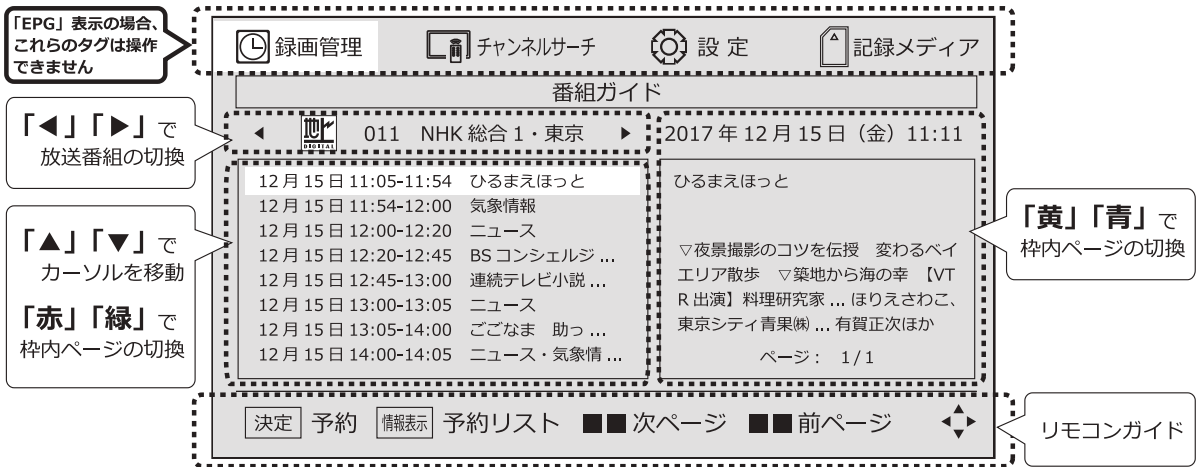 「EPG」表示の場合、
これらのタグは操作
できません
録画管理
チャンネルサーチ
設 定
記録メディア
番組ガイド
「◀」「▶」で
放送番組の切換
◀ 地デジ DIGITAL 011 NHK 総合 1・東京 ▶
2017 年 12 月 15 日（金）11:11
12 月 15 日 11:05-11:54 ひるまえほっと
12 月 15 日 11:54-12:00 気象情報
12 月 15 日 12:00-12:20 ニュース
12 月 15 日 12:20-12:45 BS コンシェルジ ...
12 月 15 日 12:45-13:00 連続テレビ小説 ...
12 月 15 日 13:00-13:05 ニュース
12 月 15 日 13:05-14:00 ごごなま 助っ ...
12 月 15 日 14:00-14:05 ニュース・気象情 ...
「▲」「▼」で
カーソルを移動
「赤」「緑」で
枠内ページの切換
ひるまえほっと
▽夜景撮影のコツを伝授 変わるベイ
エリア散歩 ▽築地から海の幸 【VT
R 出演】料理研究家 ... ほりえさわこ、
東京シティ青果㈱ ... 有賀正次ほか
ページ： 1/1
「黄」「青」で
枠内ページの切換
決定 予約 情報表示 予約リスト ■■次ページ ■■前ページ
リモコンガイド